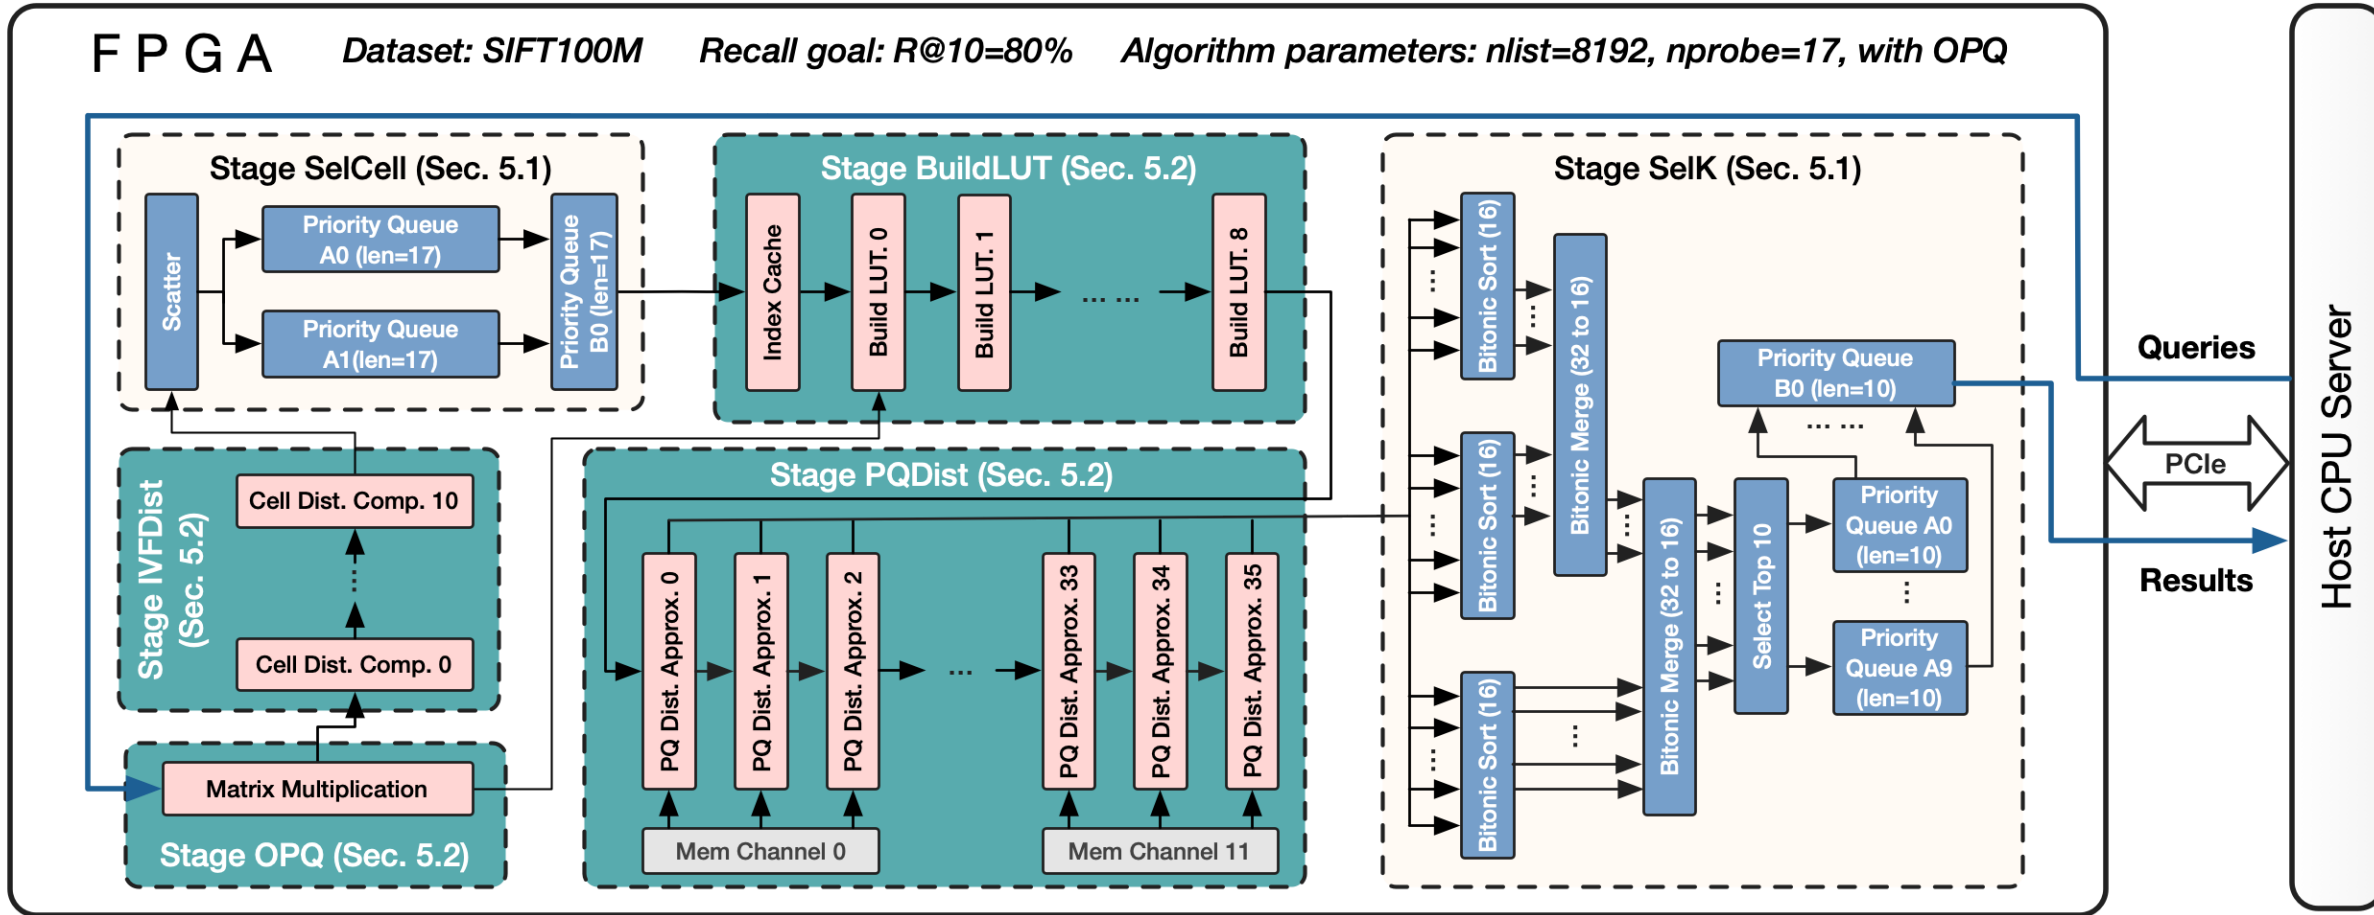 F P G A
Dataset: SIFT100M
Recall goal: R@10=80%
Algorithm parameters: nlist=8192, nprobe=17, with OPQ
Stage SelCell (Sec. 5.1)
Scatter
Priority Queue
A0 (len=17)
Priority Queue
A1(len=17)
Priority Queue
B0 (len=17)
Stage BuildLUT (Sec. 5.2)
Index Cache
Build LUT. 0
Build LUT. 1
... ...
Build LUT. 8
Stage IVFDist
(Sec. 5.2)
Cell Dist. Comp. 10
...
Cell Dist. Comp. 0
Matrix Multiplication
Stage OPQ (Sec. 5.2)
Stage PQDist (Sec. 5.2)
PQ Dist. Approx. 0
PQ Dist. Approx. 1
PQ Dist. Approx. 2
...
PQ Dist. Approx. 33
PQ Dist. Approx. 34
PQ Dist. Approx. 35
Mem Channel 0
Mem Channel 11
Stage SelK (Sec. 5.1)
...
Bitonic Sort (16)
...
...
Bitonic Sort (16)
...
...
Bitonic Sort (16)
...
Bitonic Merge (32 to 16)
...
Bitonic Merge (32 to 16)
...
Select Top 10
Priority Queue
B0 (len=10)
... ...
Priority
Queue A0
(len=10)
...
Priority
Queue A9
(len=10)
Queries
PCIe
Results
Host CPU Server